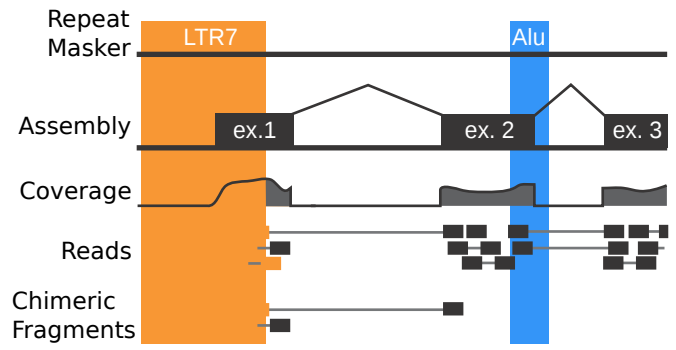 Repeat
Masker
LTR7
Alu
Assembly
ex.1
ex. 2
ex. 3
Coverage
Reads
Chimeric
Fragments